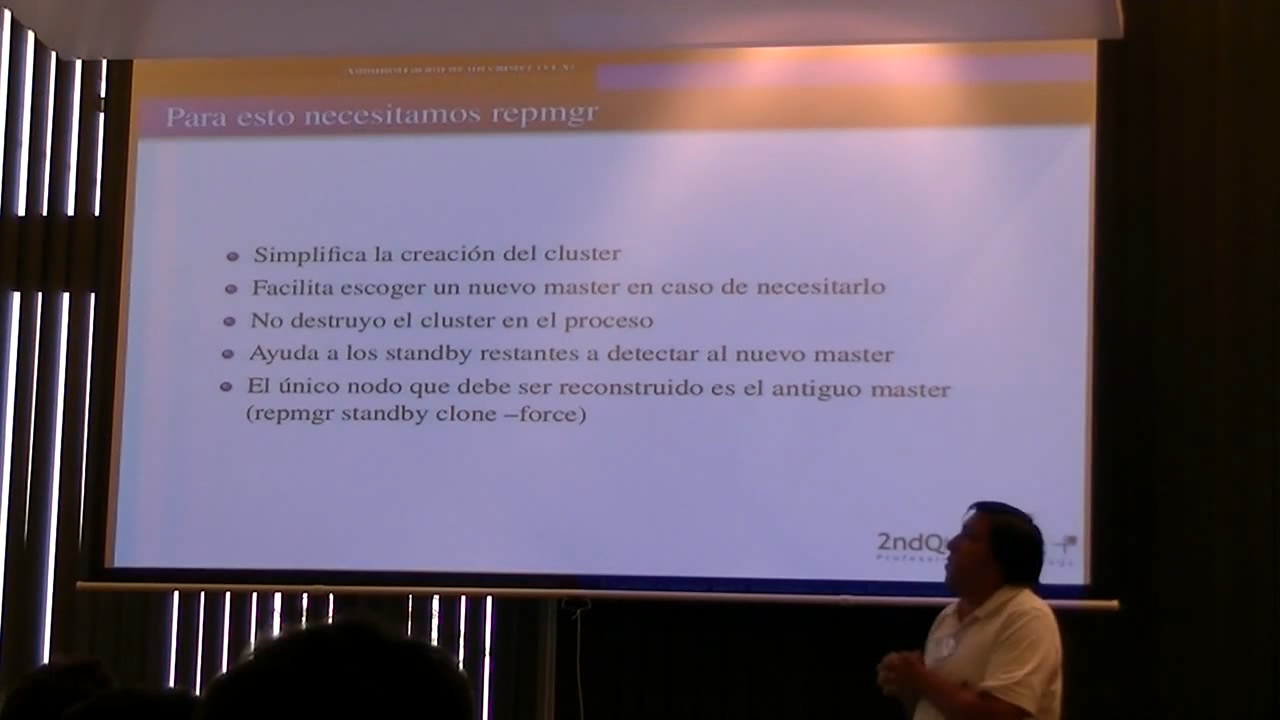 Para esto necesitamos repmgr
Simplifica la creación del cluster
Facilita escoger un nuevo master en caso de necesitarlo
No destruyo el cluster en el proceso
Ayuda a los standby restantes a detectar al nuevo master
El único nodo que debe ser reconstruido es el antiguo master
(repmgr standby clone –force)
2ndQ